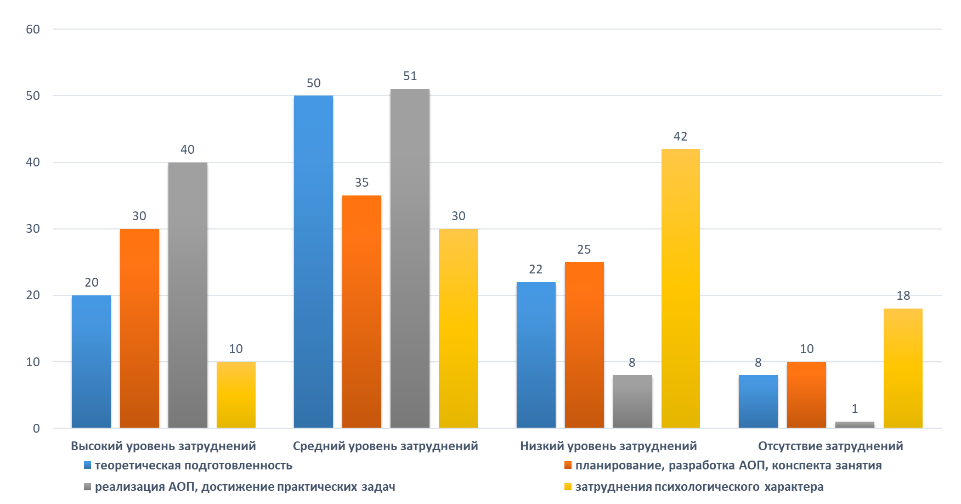 60
50
40
30
20
10
0
20
30
40
10
50
35
51
30
22
25
8
42
8
10
1
18
Высокий уровень затруднений
Средний уровень затруднений
Низкий уровень затруднений
Отсутствие затруднений
теоретическая подготовленность
планирование, разработка АОП, конспекта занятия
реализация АОП, достижение практических задач
затруднения психологического характера